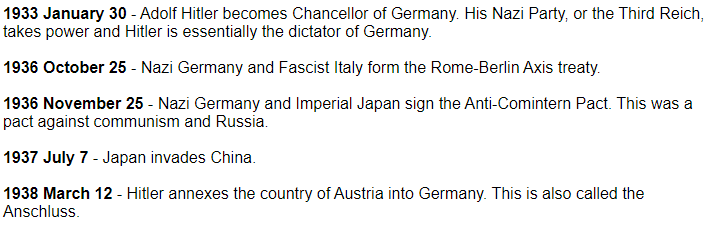 1933 January 30 - Adolf Hitler becomes Chancellor of Germany. His Nazi Party, or the Third Reich,
takes power and Hitler is essentially the dictator of Germany.
1936 October 25 - Nazi Germany and Fascist Italy form the Rome-Berlin Axis treaty.
1936 November 25 - Nazi Germany and Imperial Japan sign the Anti-Comintern Pact. This was a
pact against communism and Russia.
1937 July 7 - Japan invades China.
1938 March 12 - Hitler annexes the country of Austria into Germany. This is also called the
Anschluss.